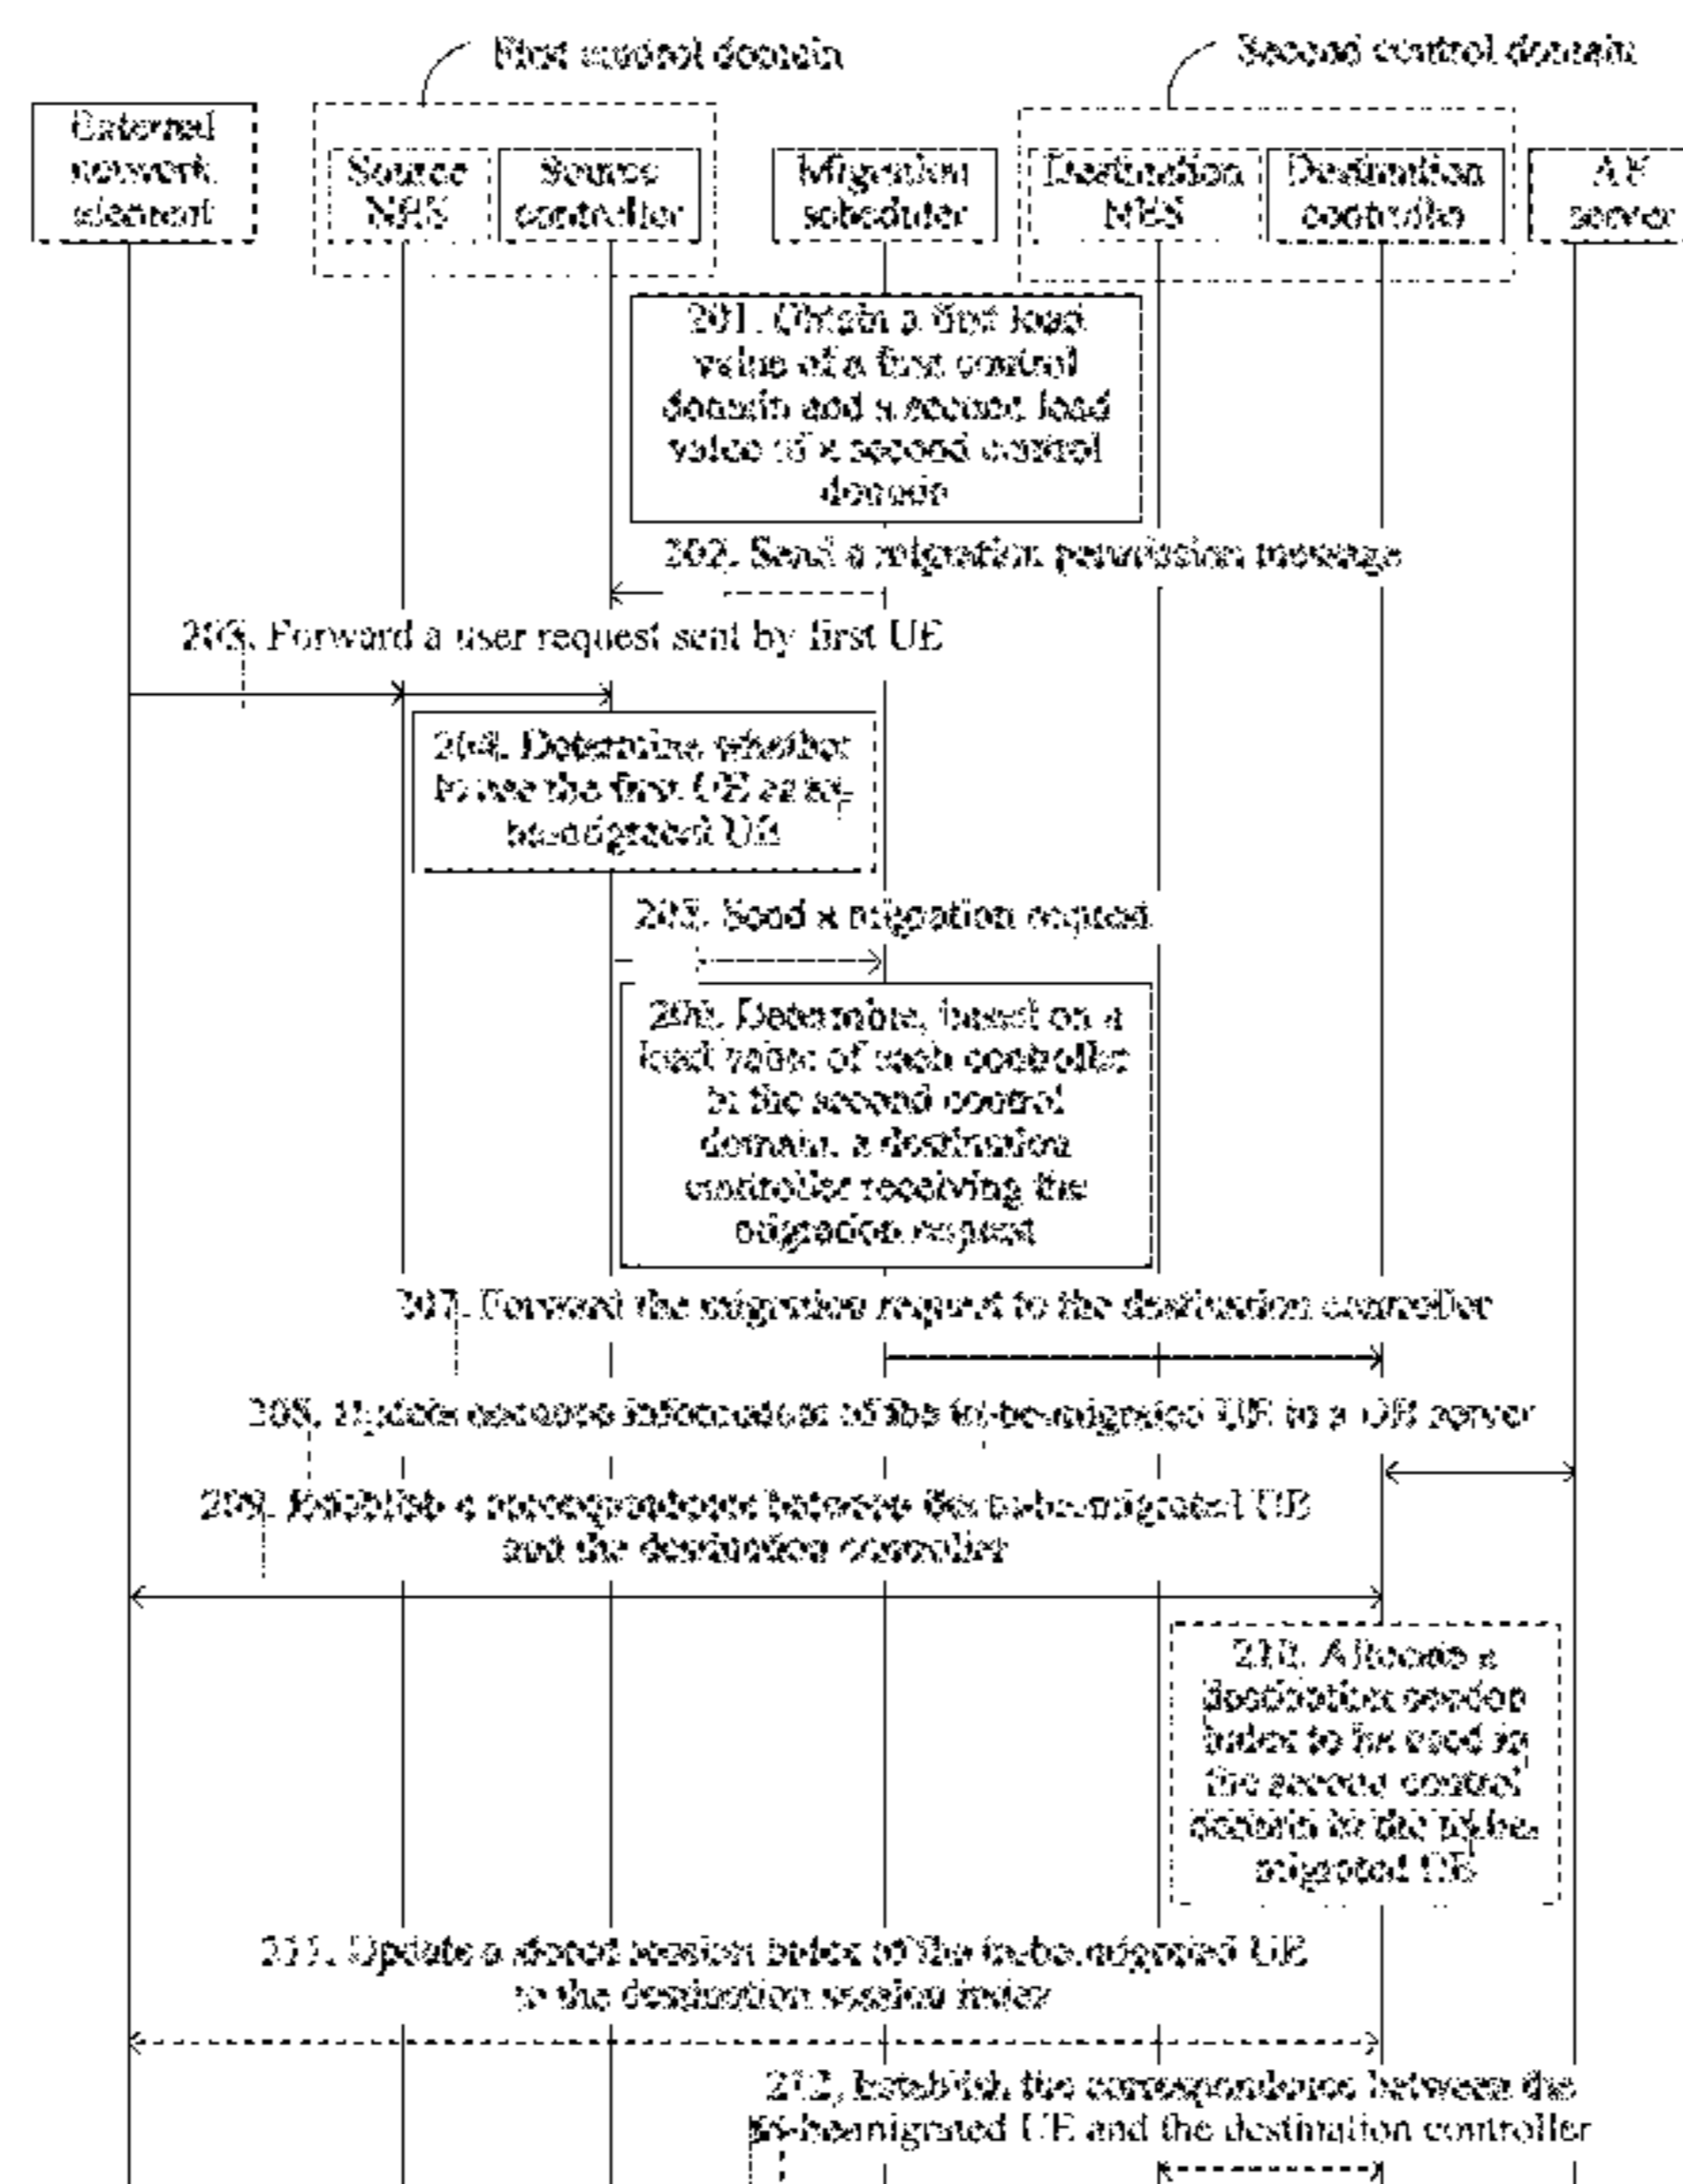 First control domain
Second control domain
External
network
element
Source
NHS
Source
controller
Migration
scheduler
Destination
NHS
Destination
controller
server
201. Obtain a first load
value of a first control
domain and a second load
value of a second control
domain
202. Send a migration permission message
203. Forward a user request sent by first UE
204. Determine whether
to use the first UE as to-
be-migrated UE
205. Send a migration request
206. Determine, based on a
load value of each controller
in the second control
domain, a destination
controller receiving the
migration request
207. Forward the migration request to the destination controller
208. Update resource information of the to-be-migrated UE to a DB server
209. Establish a correspondence between the to-be-migrated UE
and the destination controller
210. Allocate a
destination session
index to be used in
the second control
domain to the to-be-
migrated UE
211. Update a stored session index of the to-be-migrated UE
to the destination session index
212. Establish the correspondence between the
to-be-migrated UE and the destination controller